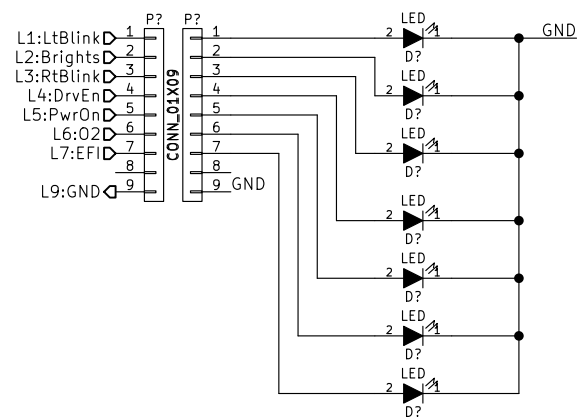 P? P?
LED
L1:LtBlink 1 1 2 1 GND
D?
L2:Brights 2 2
LED
L3:RtBlink 3 3
L4:DrvEn 4 4 2 1
D?
L5:PwrOn 5 5
LED
L6:O2 6 6
L7:EFI 7 7 2 1
D?
8 8
L9:GND 9 9 GND
CONN_01X09
LED
2 1
D?
LED
2 1
D?
LED
2 1
D?
LED
2 1
D?